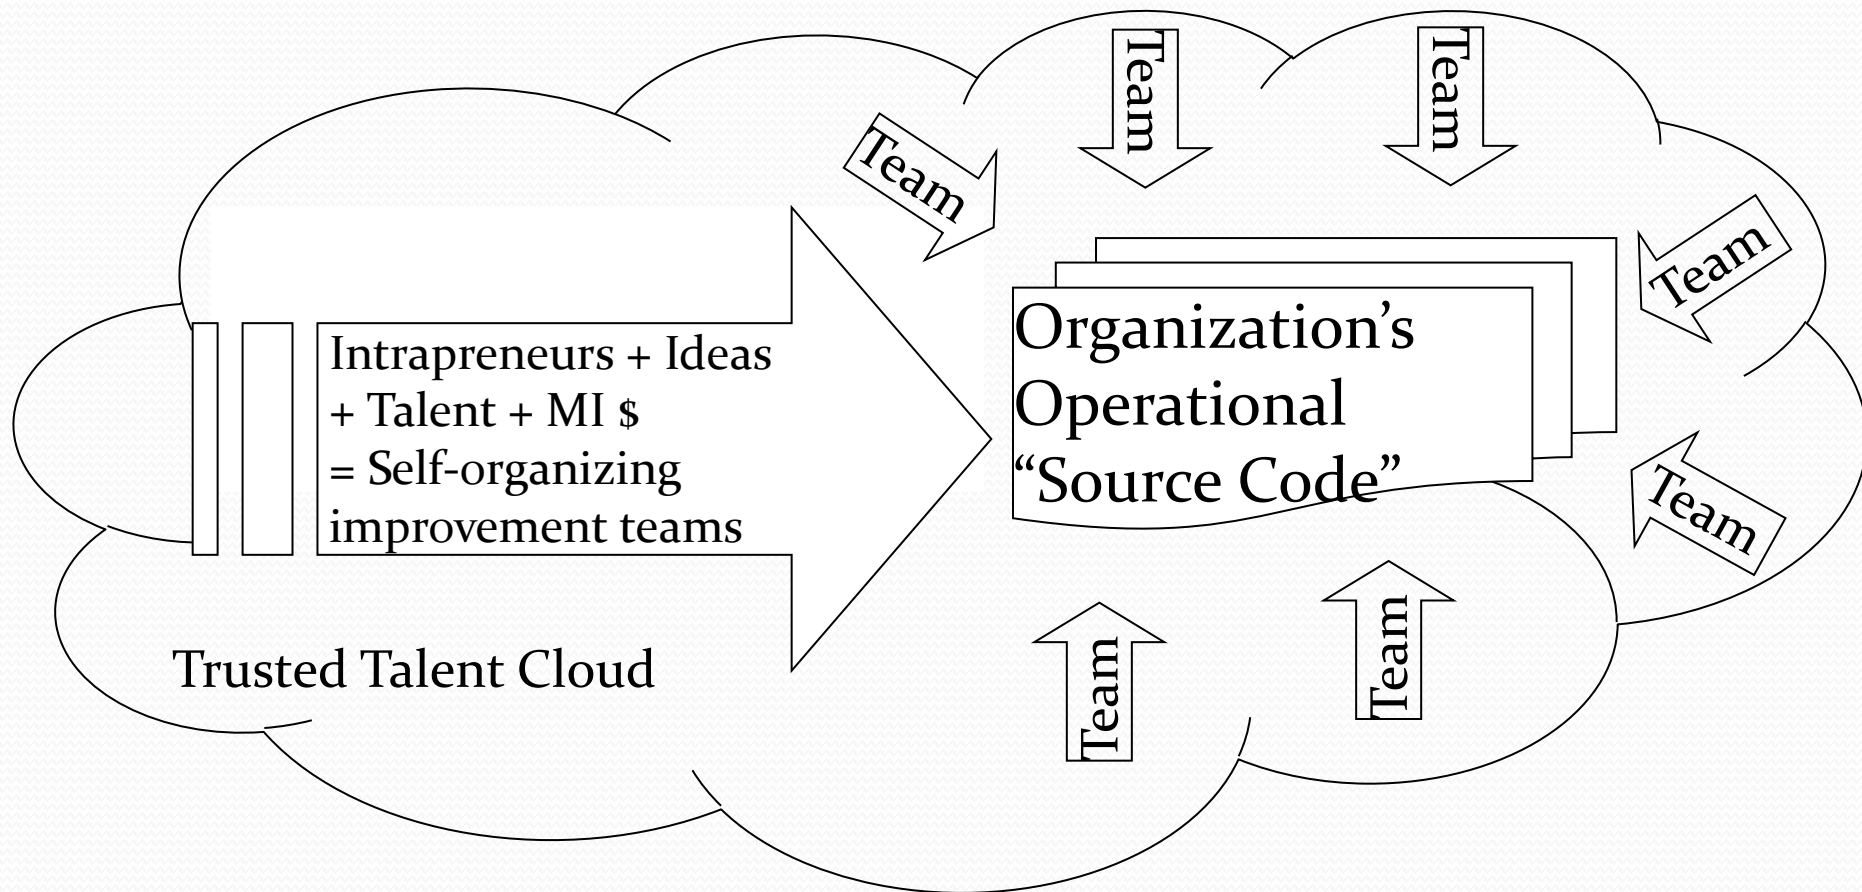 Team
Team
Team
Team
Intrapreneurs + Ideas
+ Talent + MI $
= Self-organizing
improvement teams
Organization’s
Operational
“Source Code”
Team
Team
Team
Trusted Talent Cloud